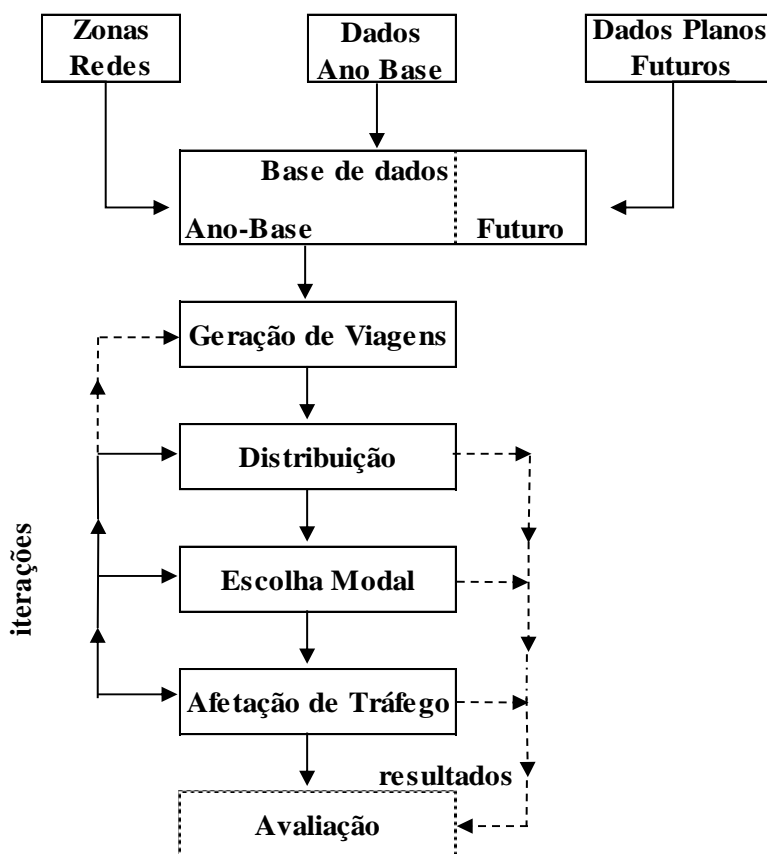 Zonas
Redes
Dados
Ano Base
Dados Planos
Futuros
Base de dados
Ano-Base
Futuro
Geração de Viagens
Distribuição
Escolha Modal
Afetação de Tráfego
iterações
resultados
Avaliação